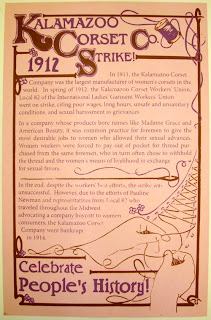 KALAMAZOO
CORSET CO.
1912 STRIKE!
In 1911, the Kalamazoo Corset
Company was the largest manufacturer of women's corsets in the
world. In spring of 1912, the Kalamazoo Corset Workers' Union,
Local 82 of the International Ladies' Garment Workers' Union
went on strike, citing poor wages, long hours, unsafe and unsanitary
conditions, and sexual harassment as grievances.
In a company whose products bore names like Madame Grace and
American Beauty, it was common practice for foremen to give the
most desirable jobs to women who allowed their sexual advances.
Women workers were forced to pay out of pocket for thread pur-
chased from the same foremen, who in turn often chose to withhold
the thread and the women's means of livelihood in exchange
for sexual favors.
In the end, despite the workers' efforts, the strike was
unsuccessful. However, due to the efforts of Pauline
Newman and representatives from Local 82 who
traveled throughout the Midwest
advocating a company boycott to women
consumers, the Kalamazoo Corset
Company went bankrupt
in
Celebrate
People's History!